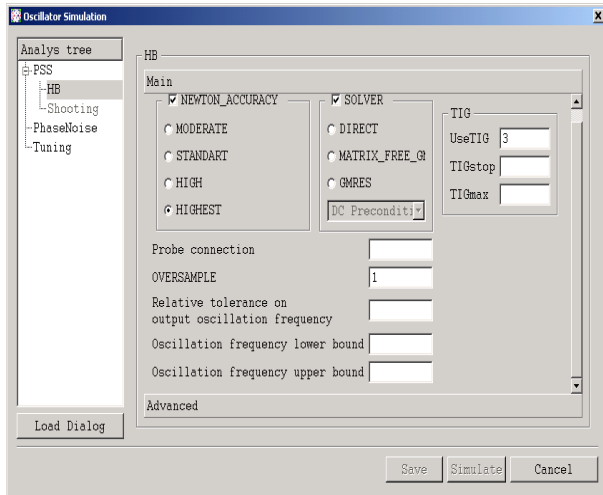 Oscillator Simulation
Analys tree
PSS
HB
Shooting
PhaseNoise
Tuning
Load Dialog
HB
Main
NEWTON_ACCURACY
MODERATE
STANDART
HIGH
HIGHEST
SOLVER
DIRECT
MATRIX_FREE_GM
GMRES
DC Preconditi
TIG
UseTIG 3
TIGstop
TIGmax
Probe connection
OVERSAMPLE 1
Relative tolerance on
output oscillation frequency
Oscillation frequency lower bound
Oscillation frequency upper bound
Advanced
Save Simulate Cancel